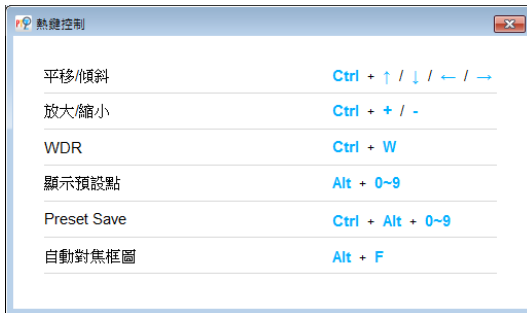 熱鍵控制
平移/傾斜 Ctrl + ↑ / ↓ / ← / →
放大/縮小 Ctrl + + / -
WDR Ctrl + W
顯示預設點 Alt + 0~9
Preset Save Ctrl + Alt + 0~9
自動對焦框圖 Alt + F